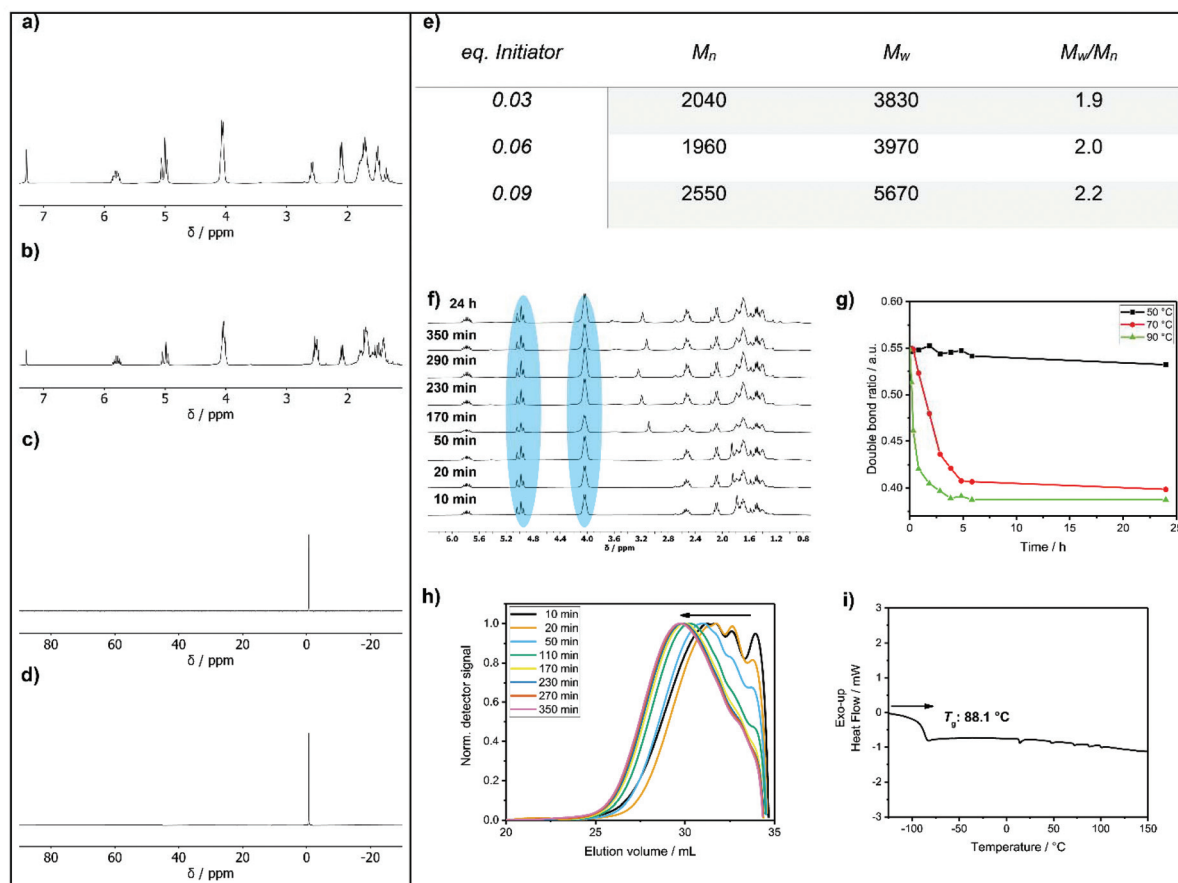 a)
7 6 5 4 3 2
δ / ppm
b)
7 6 5 4 3 2
δ / ppm
c)
80 60 40 20 0 -20
δ / ppm
d)
80 60 40 20 0 -20
δ / ppm
e)
eq. Initiator Mn Mw Mw/Mn
0.03 2040 3830 1.9
0.06 1960 3970 2.0
0.09 2550 5670 2.2
f)
24 h
350 min
290 min
230 min
170 min
50 min
20 min
10 min
6.0 5.6 5.2 4.8 4.4 4.0 3.6 3.2 2.8 2.4 2.0 1.6 1.2 0.8
δ / ppm
g)
50 °C
70 °C
90 °C
0.60
0.55
0.50
0.45
0.40
Double bond ratio / a.u.
0 5 10 15 20 25
Time / h
h)
10 min
20 min
50 min
110 min
170 min
230 min
270 min
350 min
1.0
0.8
0.6
0.4
0.2
0.0
Norm. detector signal
20 25 30 35
Elution volume / mL
i)
3
2
1
0
-1
-2
-3
Exo-up
Heat Flow / mW
Tg: 88.1 °C
-100 -50 0 50 100 150
Temperature / °C